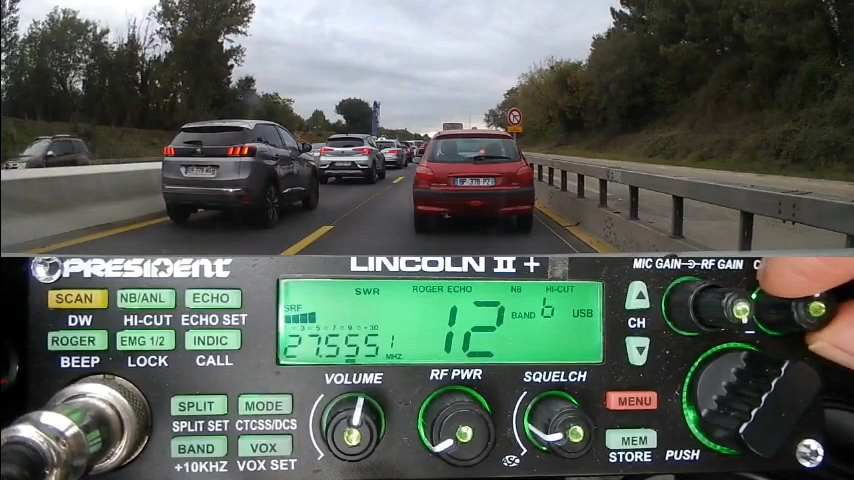 PRESIDENT
LINCOLN II +
MIC GAIN RF GAIN
SCAN NB/ANL ECHO
DW HI-CUT ECHO SET
ROGER EMG 1/2 INDIC
BEEP LOCK CALL
SWR ROGER ECHO NB HI-CUT
SRF
12 BAND b USB
27.555 MHZ
CH
VOLUME RF PWR SQUELCH
SPLIT MODE
SPLIT SET CTCSS/DCS
BAND VOX
+10KHZ VOX SET
ASC
MENU
MEM
STORE PUSH